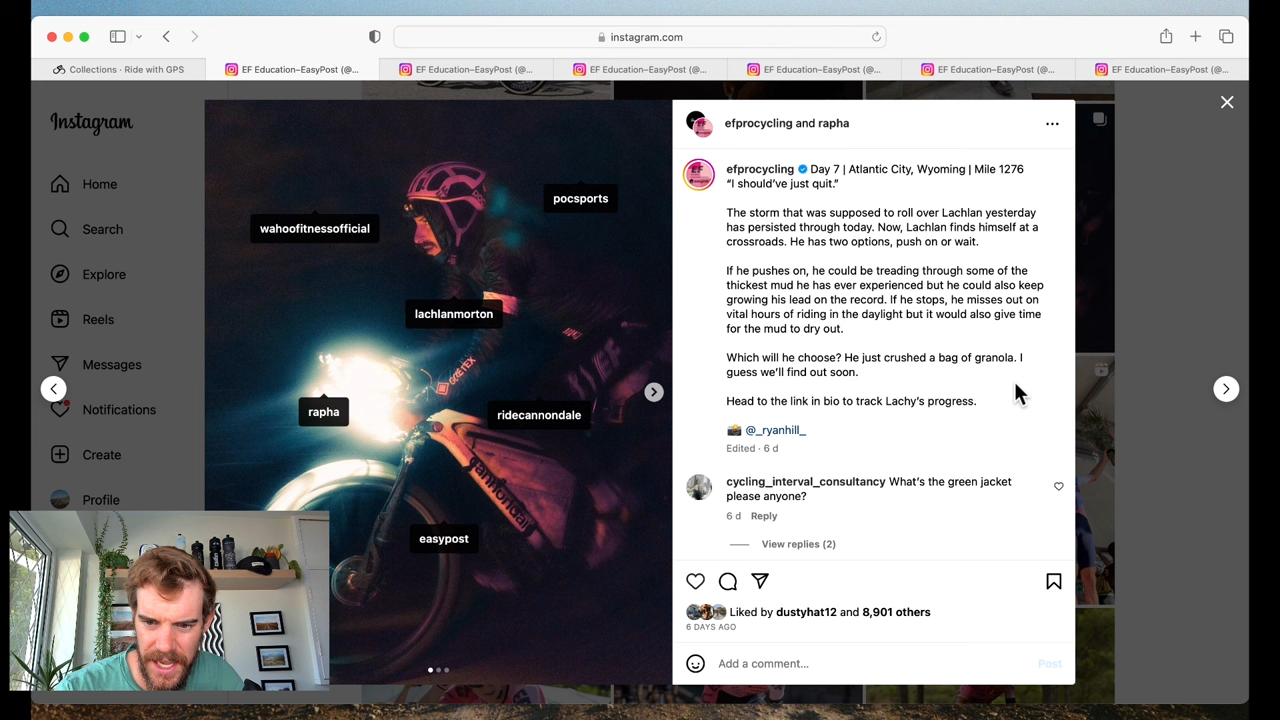 instagram.com
Collections · Ride with GPS
EF Education–EasyPost (@...
EF Education–EasyPost (@...
EF Education–EasyPost (@...
EF Education–EasyPost (@...
EF Education–EasyPost (@...
EF Education–EasyPost (@...
Instagram
Home
Search
Explore
Reels
Messages
Notifications
Create
Profile
wahoofitnessofficial
pocsports
lachlanmorton
rapha
ridecannondale
easypost
GORETEX
cannondale
efprocycling and rapha
efprocycling Day 7 | Atlantic City, Wyoming | Mile 1276
“I should’ve just quit.”
The storm that was supposed to roll over Lachlan yesterday
has persisted through today. Now, Lachlan finds himself at a
crossroads. He has two options, push on or wait.
If he pushes on, he could be treading through some of the
thickest mud he has ever experienced but he could also keep
growing his lead on the record. If he stops, he misses out on
vital hours of riding in the daylight but it would also give time
for the mud to dry out.
Which will he choose? He just crushed a bag of granola. I
guess we’ll find out soon.
Head to the link in bio to track Lachy’s progress.
📸 @_ryanhill_
Edited · 6 d
cycling_interval_consultancy What’s the green jacket
please anyone?
6 d Reply
View replies (2)
Liked by dustyhat12 and 8,901 others
6 DAYS AGO
Add a comment...
Post